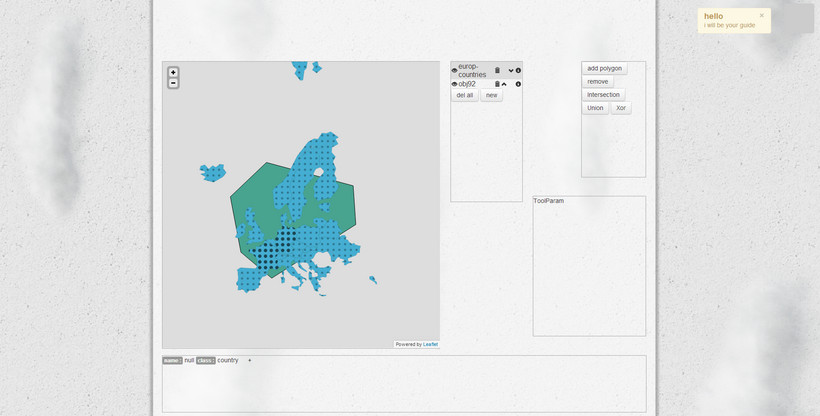 hello ×
i will be your guide
+
−
europ-
countries
obj92
del all new
add polygon
remove
intersection
Union Xor
ToolParam
Powered by Leaflet
name : null class : country +